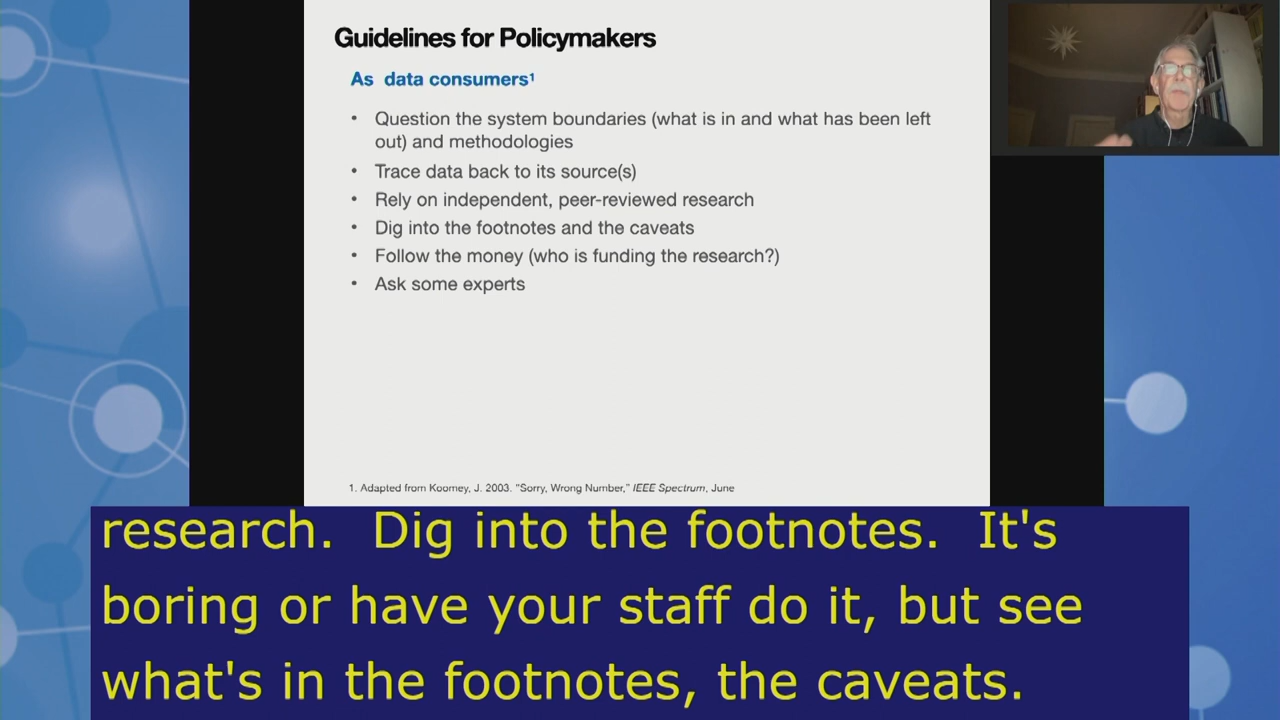 Guidelines for Policymakers
As data consumers¹
• Question the system boundaries (what is in and what has been left
out) and methodologies
• Trace data back to its source(s)
• Rely on independent, peer-reviewed research
• Dig into the footnotes and the caveats
• Follow the money (who is funding the research?)
• Ask some experts
1. Adapted from Koomey, J. 2003. "Sorry, Wrong Number," IEEE Spectrum, June
research. Dig into the footnotes. It's
boring or have your staff do it, but see
what's in the footnotes, the caveats.